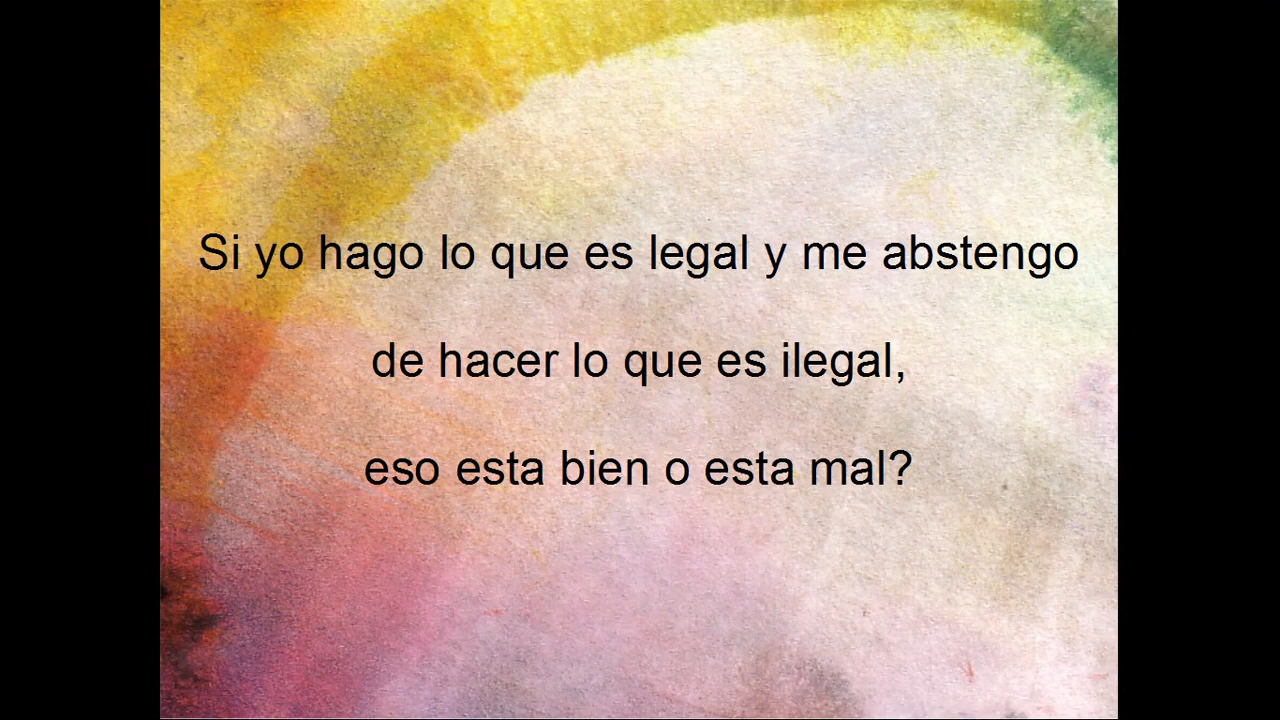 Si yo hago lo que es legal y me abstengo
de hacer lo que es ilegal,
eso esta bien o esta mal?